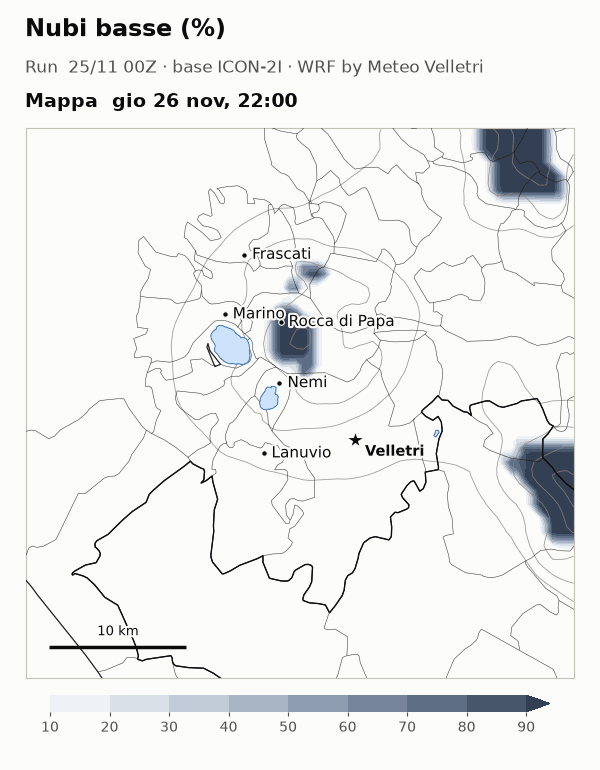 Nubi basse (%)
Run  25/11 00Z · base ICON-2I · WRF by Meteo Velletri
Mappa  gio 26 nov, 22:00
Frascati
Marino
Rocca di Papa
Nemi
Velletri
Lanuvio
10 km
10 20 30 40 50 60 70 80 90